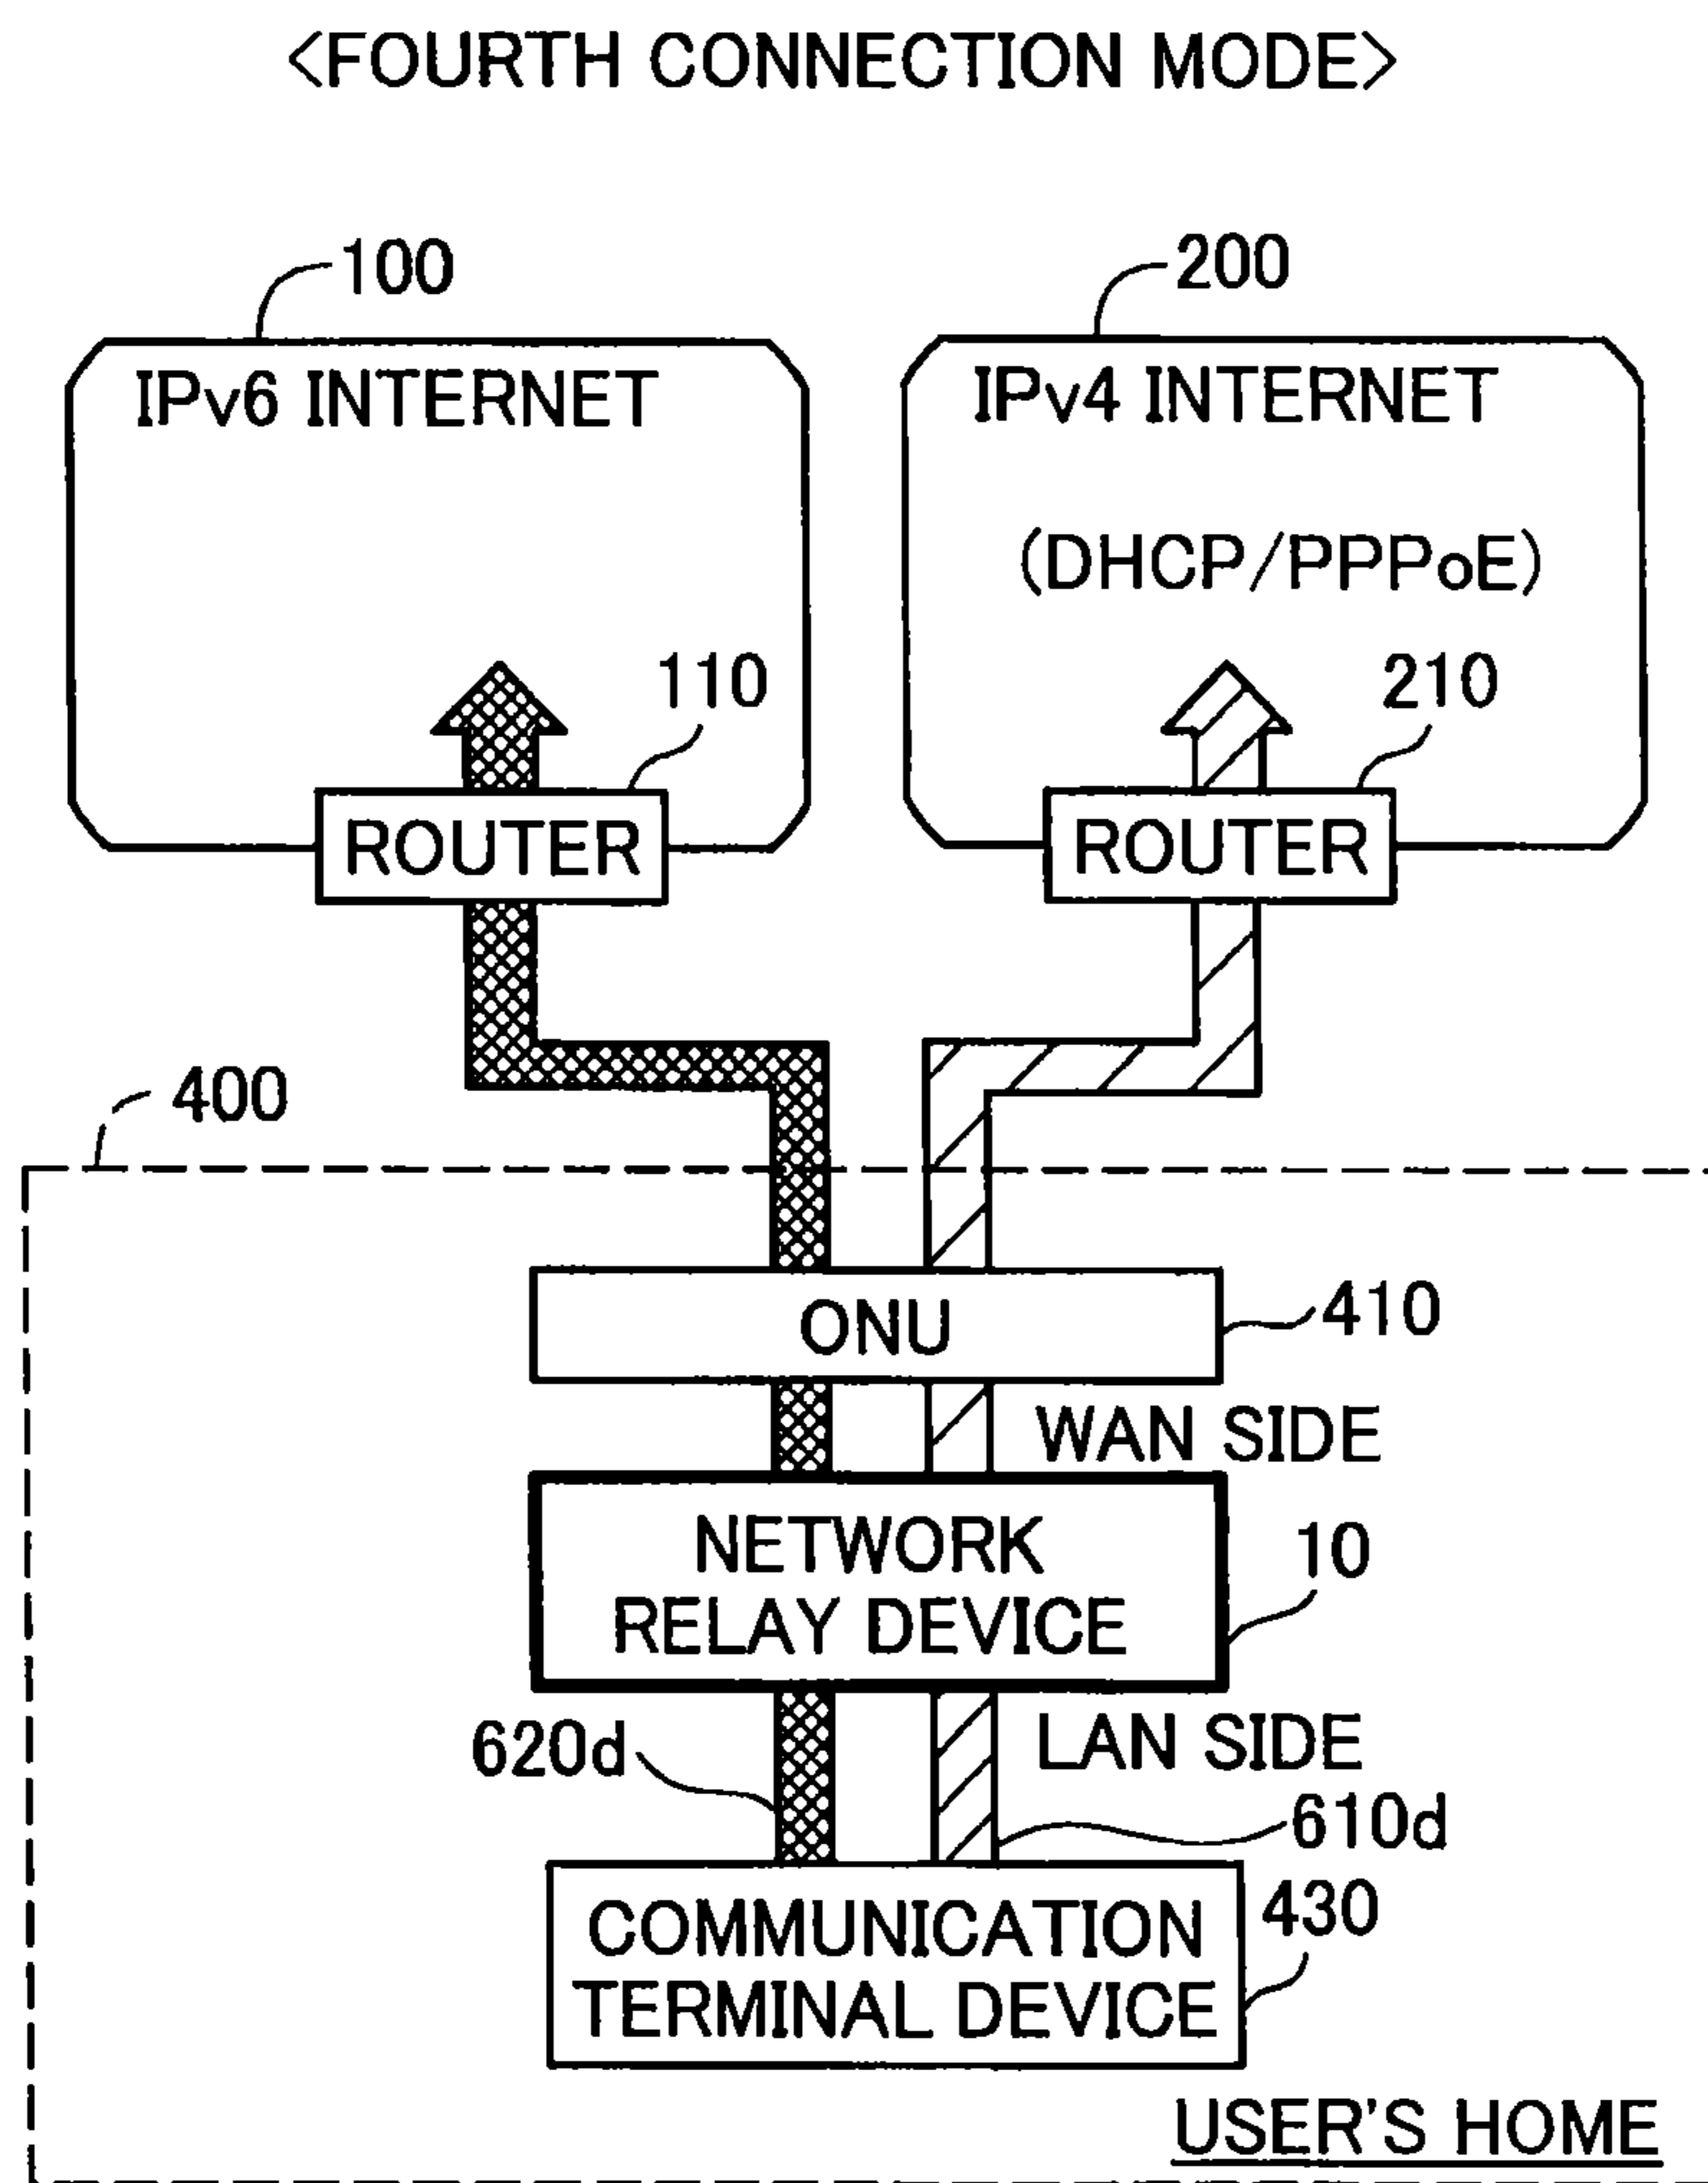 <FOURTH CONNECTION MODE>
100
200
IPv6 INTERNET
IPv4 INTERNET
(DHCP/PPPoE)
110
210
ROUTER
ROUTER
400
ONU
410
WAN SIDE
NETWORK
RELAY DEVICE
10
620d
LAN SIDE
610d
COMMUNICATION
TERMINAL DEVICE
430
USER'S HOME